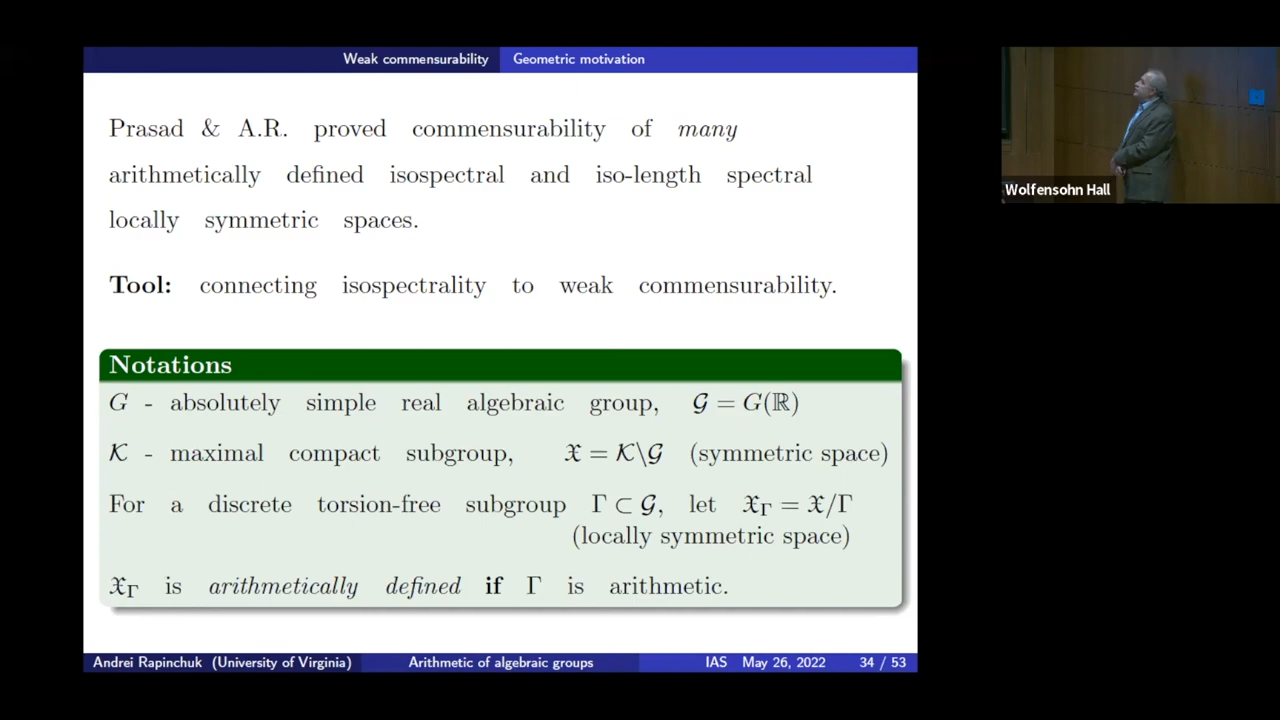 Weak commensurability Geometric motivation
Prasad & A.R. proved commensurability of many
arithmetically defined isospectral and iso-length spectral
locally symmetric spaces.
Tool: connecting isospectrality to weak commensurability.
Notations
G - absolutely simple real algebraic group, 𝒢 = G(ℝ)
𝒦 - maximal compact subgroup, 𝔛 = 𝒦\𝒢 (symmetric space)
For a discrete torsion-free subgroup Γ ⊂ 𝒢, let 𝔛_Γ = 𝔛/Γ
(locally symmetric space)
𝔛_Γ is arithmetically defined if Γ is arithmetic.
Andrei Rapinchuk (University of Virginia) Arithmetic of algebraic groups IAS May 26, 2022 34 / 53
Wolfensohn Hall